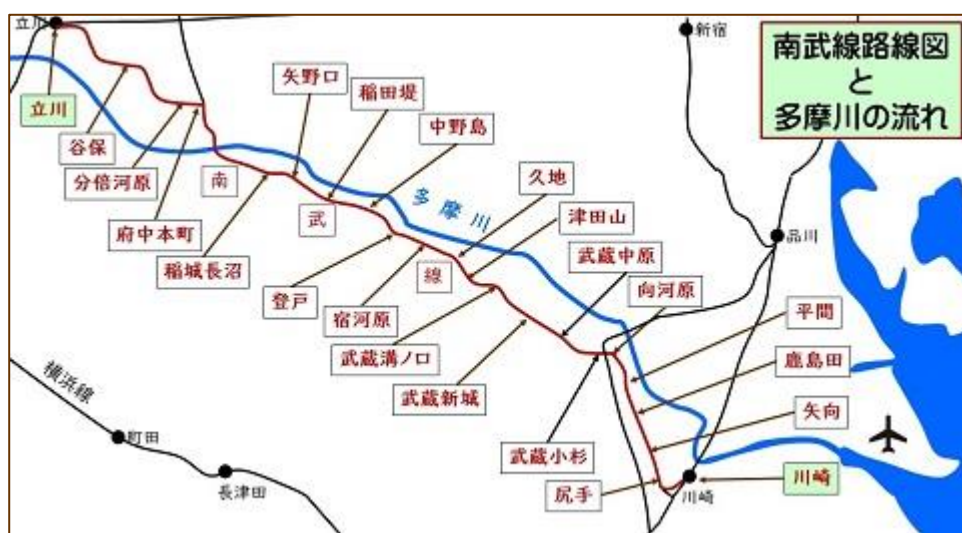 南武線路線図
と
多摩川の流れ
立川
新宿
立川
谷保
分倍河原
府中本町
稲城長沼
矢野口
稲田堤
中野島
南
武
線
多摩川
久地
津田山
武蔵中原
向河原
品川
平間
鹿島田
矢向
登戸
宿河原
武蔵溝ノ口
武蔵新城
武蔵小杉
尻手
川崎
川崎
横浜線
町田
長津田